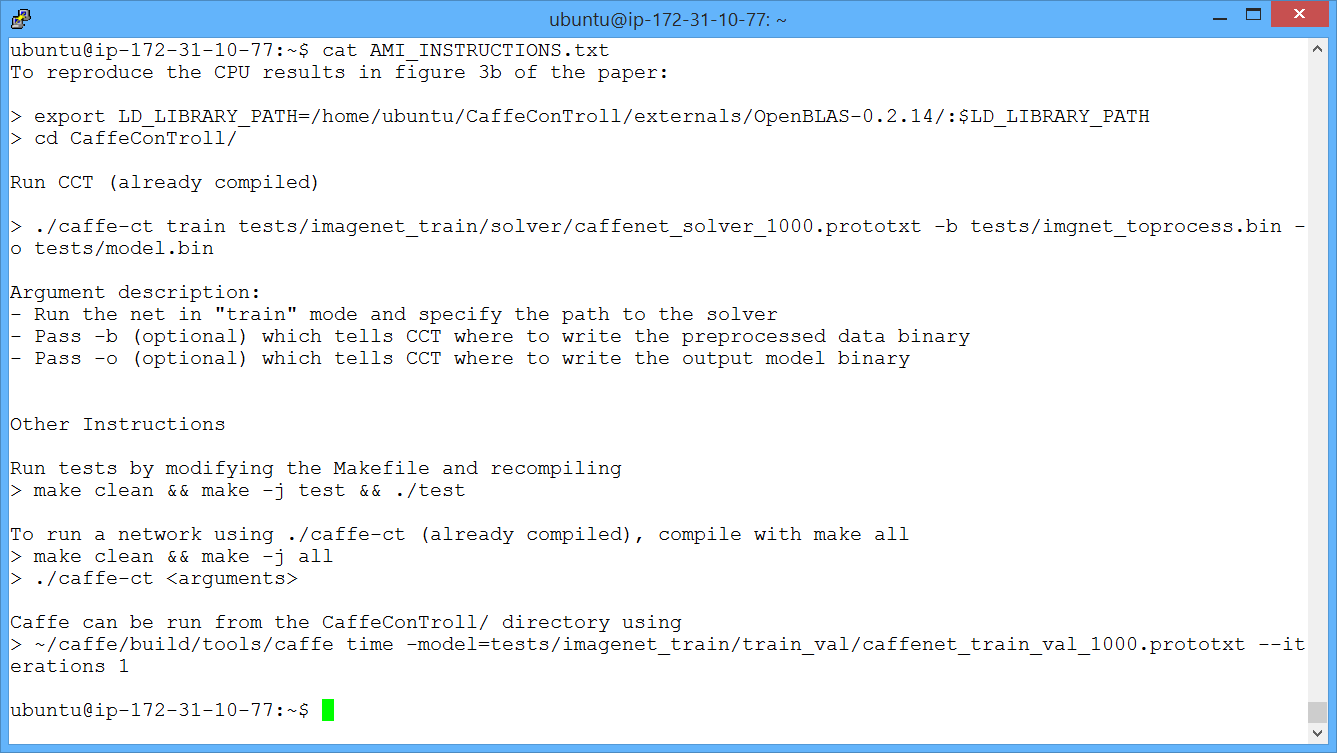 ubuntu@ip-172-31-10-77: ~
ubuntu@ip-172-31-10-77:~$ cat AMI_INSTRUCTIONS.txt
To reproduce the CPU results in figure 3b of the paper:
> export LD_LIBRARY_PATH=/home/ubuntu/CaffeConTroll/externals/OpenBLAS-0.2.14/:$LD_LIBRARY_PATH
> cd CaffeConTroll/
Run CCT (already compiled)
> ./caffe-ct train tests/imagenet_train/solver/caffenet_solver_1000.prototxt -b tests/imgnet_toprocess.bin -
o tests/model.bin
Argument description:
- Run the net in "train" mode and specify the path to the solver
- Pass -b (optional) which tells CCT where to write the preprocessed data binary
- Pass -o (optional) which tells CCT where to write the output model binary
Other Instructions
Run tests by modifying the Makefile and recompiling
> make clean && make -j test && ./test
To run a network using ./caffe-ct (already compiled), compile with make all
> make clean && make -j all
> ./caffe-ct <arguments>
Caffe can be run from the CaffeConTroll/ directory using
> ~/caffe/build/tools/caffe time -model=tests/imagenet_train/train_val/caffenet_train_val_1000.prototxt --it
erations 1
ubuntu@ip-172-31-10-77:~$